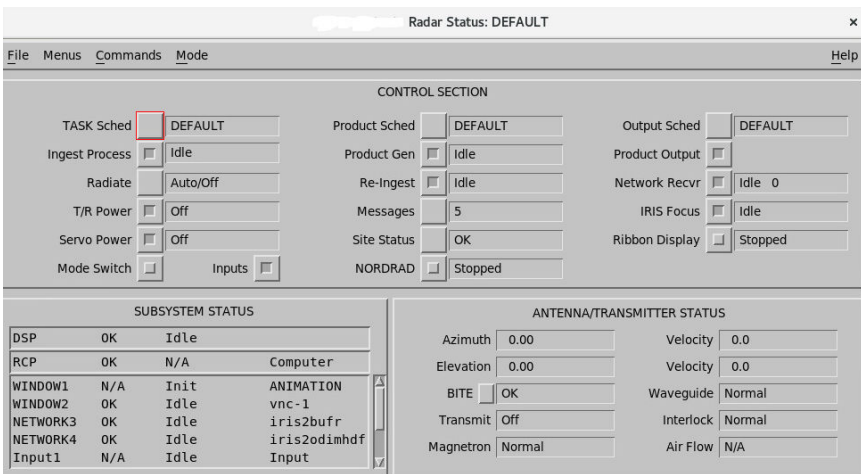 Radar Status: DEFAULT ×
File Menus Commands Mode Help
CONTROL SECTION
TASK Sched DEFAULT Product Sched DEFAULT Output Sched DEFAULT
Ingest Process Idle Product Gen Idle Product Output
Radiate Auto/Off Re-Ingest Idle Network Recvr Idle 0
T/R Power Off Messages 5 IRIS Focus Idle
Servo Power Off Site Status OK Ribbon Display Stopped
Mode Switch Inputs NORDRAD Stopped
SUBSYSTEM STATUS
DSP OK Idle
RCP OK N/A Computer
WINDOW1 N/A Init ANIMATION
WINDOW2 OK Idle vnc-1
NETWORK3 OK Idle iris2bufr
NETWORK4 OK Idle iris2odimhdf
Input1 N/A Idle Input
ANTENNA/TRANSMITTER STATUS
Azimuth 0.00 Velocity 0.0
Elevation 0.00 Velocity 0.0
BITE OK Waveguide Normal
Transmit Off Interlock Normal
Magnetron Normal Air Flow N/A